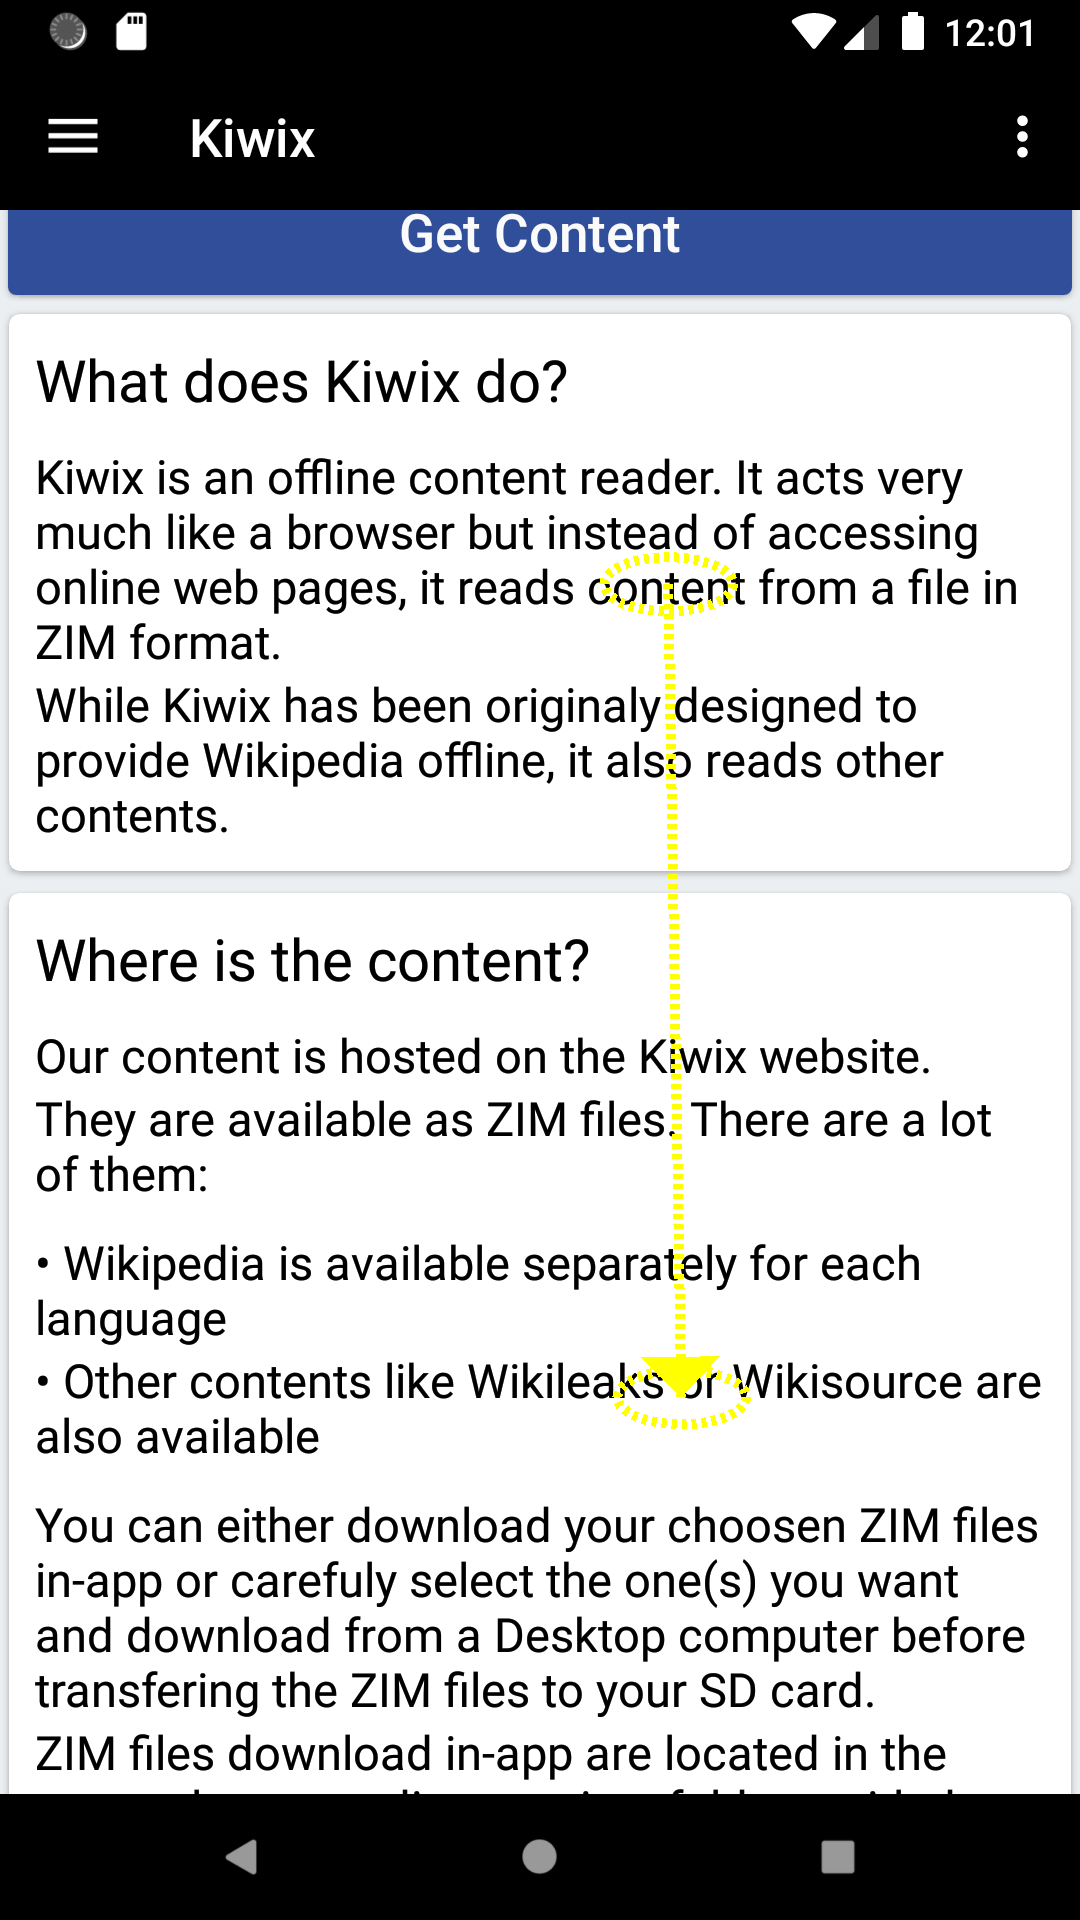 12:01
Kiwix
Get Content
What does Kiwix do?
Kiwix is an offline content reader. It acts very
much like a browser but instead of accessing
online web pages, it reads content from a file in
ZIM format.
While Kiwix has been originaly designed to
provide Wikipedia offline, it also reads other
contents.
Where is the content?
Our content is hosted on the Kiwix website.
They are available as ZIM files. There are a lot
of them:
• Wikipedia is available separately for each
language
• Other contents like Wikileaks or Wikisource are
also available
You can either download your choosen ZIM files
in-app or carefuly select the one(s) you want
and download from a Desktop computer before
transfering the ZIM files to your SD card.
ZIM files download in-app are located in the